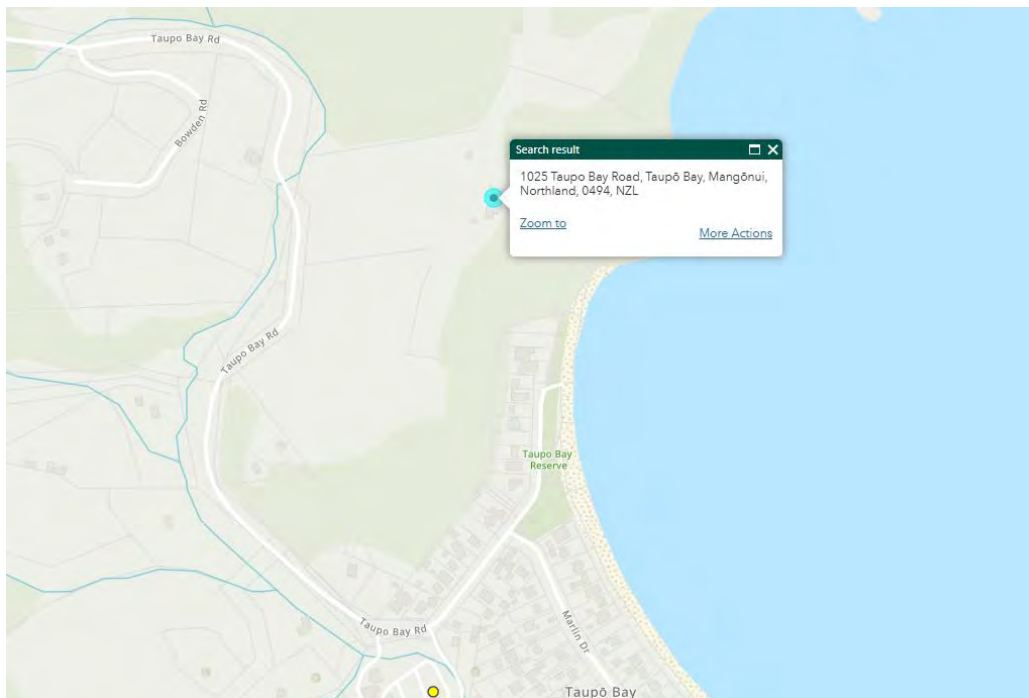 Taupo Bay Rd
Bowden Rd
Search result
1025 Taupo Bay Road, Taupō Bay, Mangōnui,
Northland, 0494, NZL
Zoom to
More Actions
Taupo Bay Rd
Taupo Bay
Reserve
Taupo Bay Rd
Marlin Dr
Taupō Bay